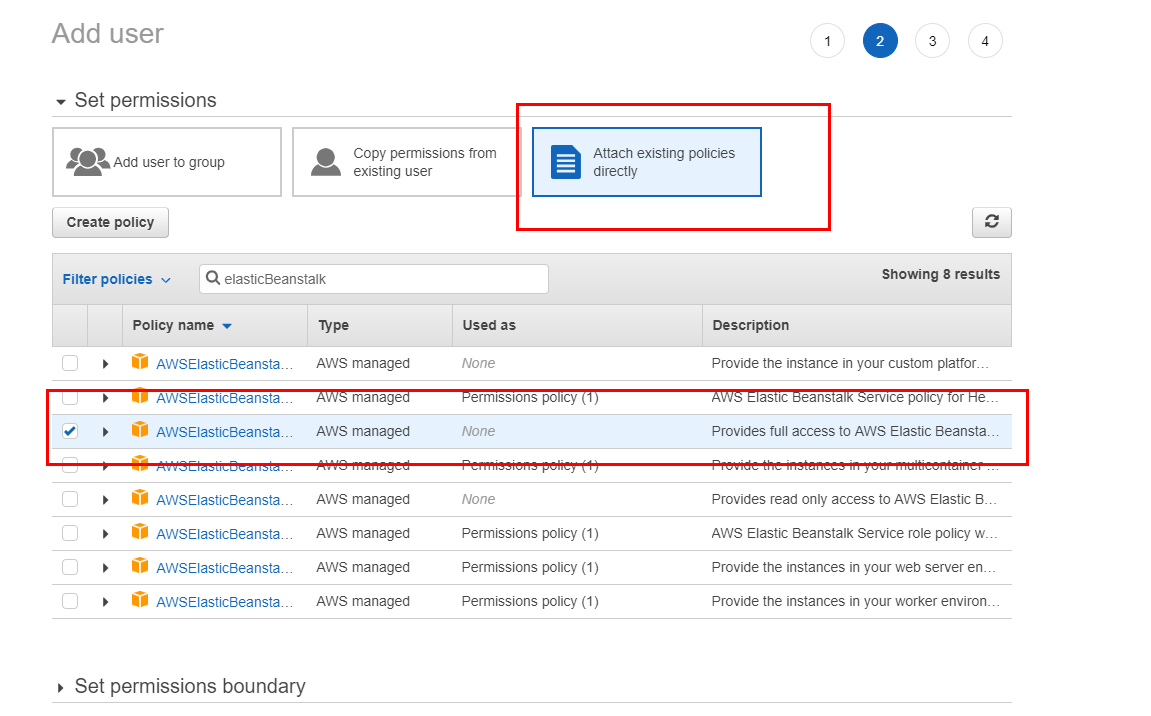 Add user
1 2 3 4
Set permissions
Add user to group
Copy permissions from
existing user
Attach existing policies
directly
Create policy
Filter policies elasticBeanstalk Showing 8 results
Policy name Type Used as Description
AWSElasticBeansta... AWS managed None Provide the instance in your custom platfor...
AWSElasticBeansta... AWS managed Permissions policy (1) AWS Elastic Beanstalk Service policy for He...
AWSElasticBeansta... AWS managed None Provides full access to AWS Elastic Beansta...
AWSElasticBeansta... AWS managed Permissions policy (1) Provide the instances in your multicontainer ...
AWSElasticBeansta... AWS managed None Provides read only access to AWS Elastic B...
AWSElasticBeansta... AWS managed Permissions policy (1) AWS Elastic Beanstalk Service role policy w...
AWSElasticBeansta... AWS managed Permissions policy (1) Provide the instances in your web server en...
AWSElasticBeansta... AWS managed Permissions policy (1) Provide the instances in your worker environ...
Set permissions boundary